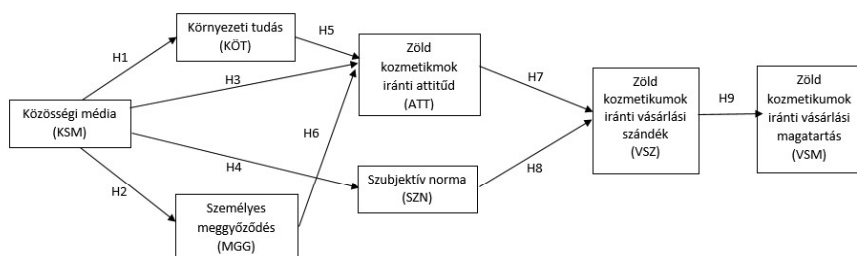 Környezeti tudás
(KÖT)
H5
H1
H3
Zöld
kozmetikmok
iránti attitűd
(ATT)
H7
Közösségi média
(KSM)
H6
Zöld
kozmetikumok
iránti vásárlási
szándék
(VSZ)
H9
Zöld
kozmetikumok
iránti vásárlási
magatartás
(VSM)
H4
H8
H2
Szubjektív norma
(SZN)
Személyes
meggyőződés
(MGG)